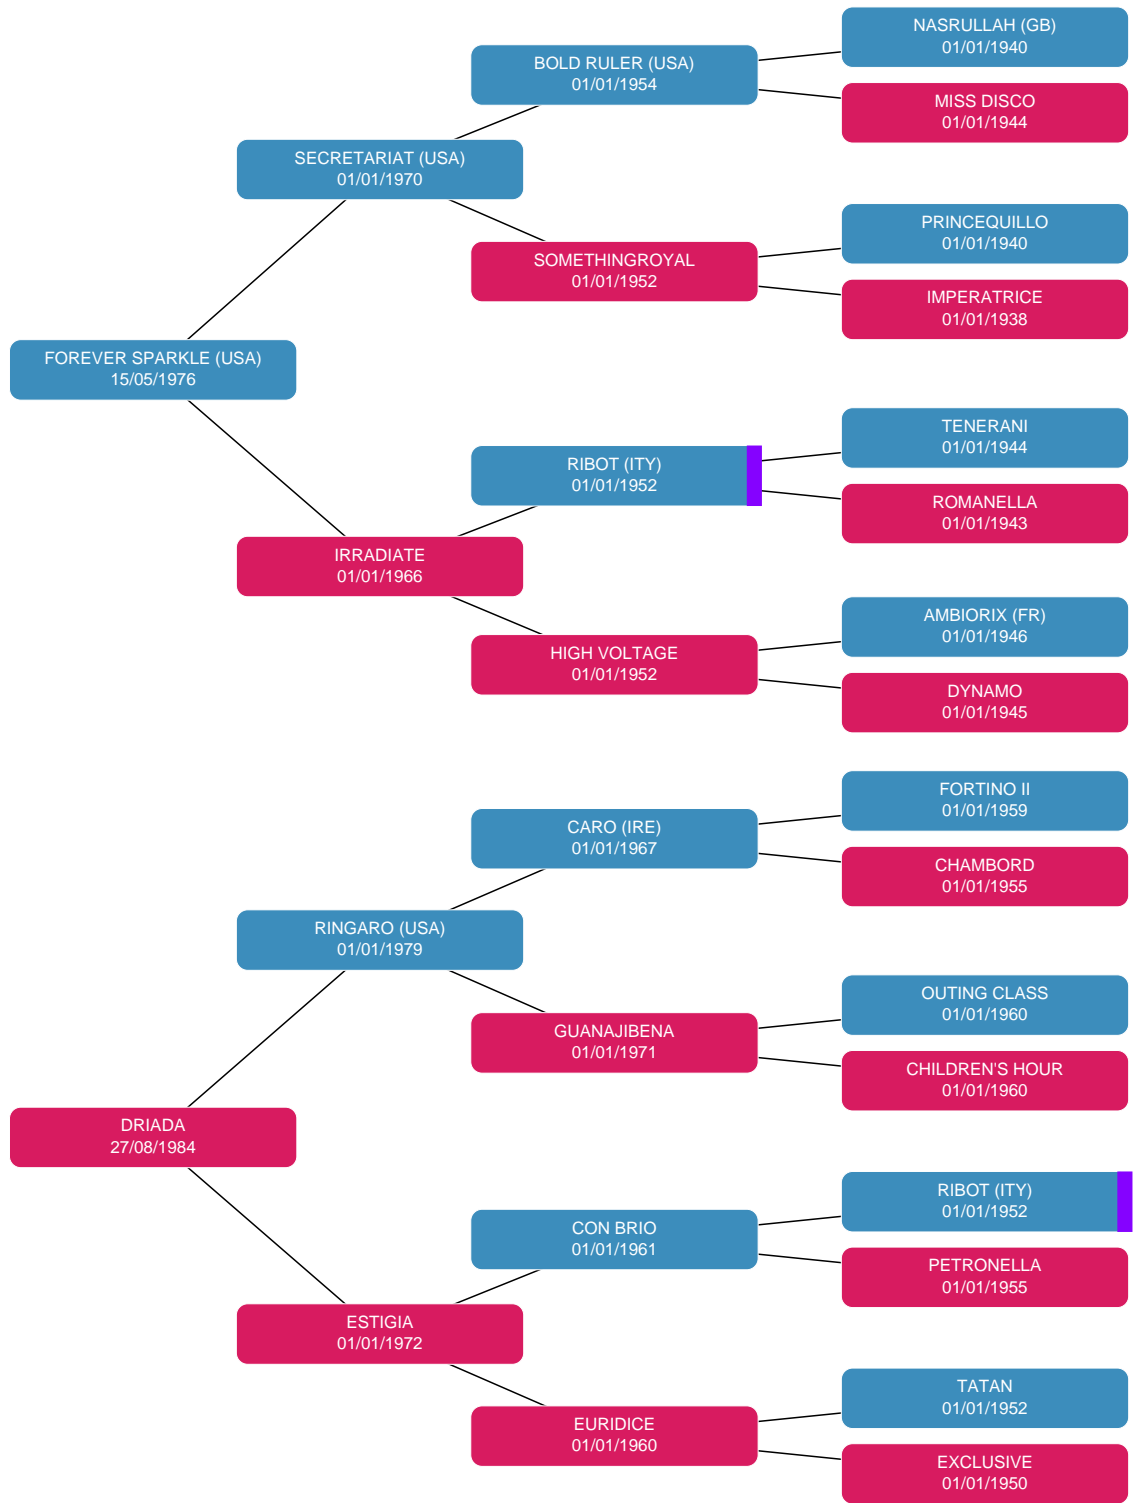 NASRULLAH (GB)
01/01/1940
BOLD RULER (USA)
01/01/1954
MISS DISCO
01/01/1944
SECRETARIAT (USA)
01/01/1970
PRINCEQUILLO
01/01/1940
SOMETHINGROYAL
01/01/1952
IMPERATRICE
01/01/1938
FOREVER SPARKLE (USA)
15/05/1976
TENERANI
01/01/1944
RIBOT (ITY)
01/01/1952
ROMANELLA
01/01/1943
IRRADIATE
01/01/1966
AMBIORIX (FR)
01/01/1946
HIGH VOLTAGE
01/01/1952
DYNAMO
01/01/1945
FORTINO II
01/01/1959
CARO (IRE)
01/01/1967
CHAMBORD
01/01/1955
RINGARO (USA)
01/01/1979
OUTING CLASS
01/01/1960
GUANAJIBENA
01/01/1971
CHILDREN'S HOUR
01/01/1960
DRIADA
27/08/1984
RIBOT (ITY)
01/01/1952
CON BRIO
01/01/1961
PETRONELLA
01/01/1955
ESTIGIA
01/01/1972
TATAN
01/01/1952
EURIDICE
01/01/1960
EXCLUSIVE
01/01/1950